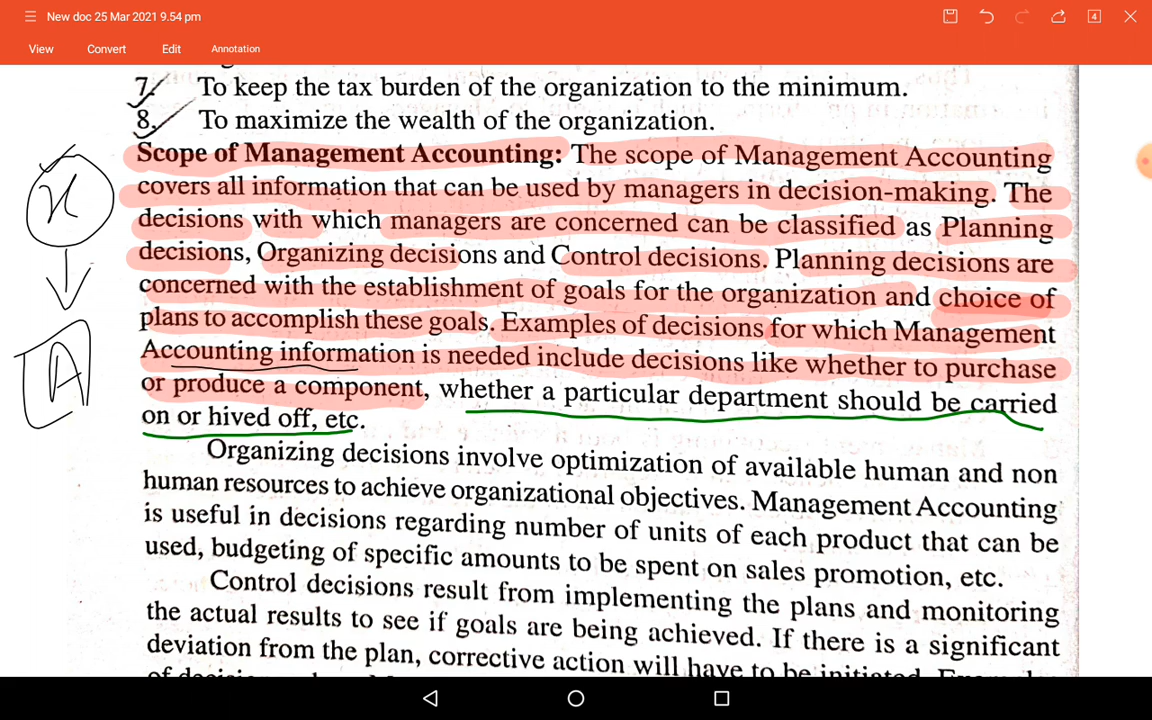 New doc 25 Mar 2021 9.54 pm
4
View Convert Edit Annotation
7. To keep the tax burden of the organization to the minimum.
8. To maximize the wealth of the organization.
Scope of Management Accounting: The scope of Management Accounting
covers all information that can be used by managers in decision-making. The
decisions with which managers are concerned can be classified as Planning
decisions, Organizing decisions and Control decisions. Planning decisions are
concerned with the establishment of goals for the organization and choice of
plans to accomplish these goals. Examples of decisions for which Management
Accounting information is needed include decisions like whether to purchase
or produce a component, whether a particular department should be carried
on or hived off, etc.
Organizing decisions involve optimization of available human and non
human resources to achieve organizational objectives. Management Accounting
is useful in decisions regarding number of units of each product that can be
used, budgeting of specific amounts to be spent on sales promotion, etc.
Control decisions result from implementing the plans and monitoring
the actual results to see if goals are being achieved. If there is a significant
deviation from the plan, corrective action will have to be initiated.
A